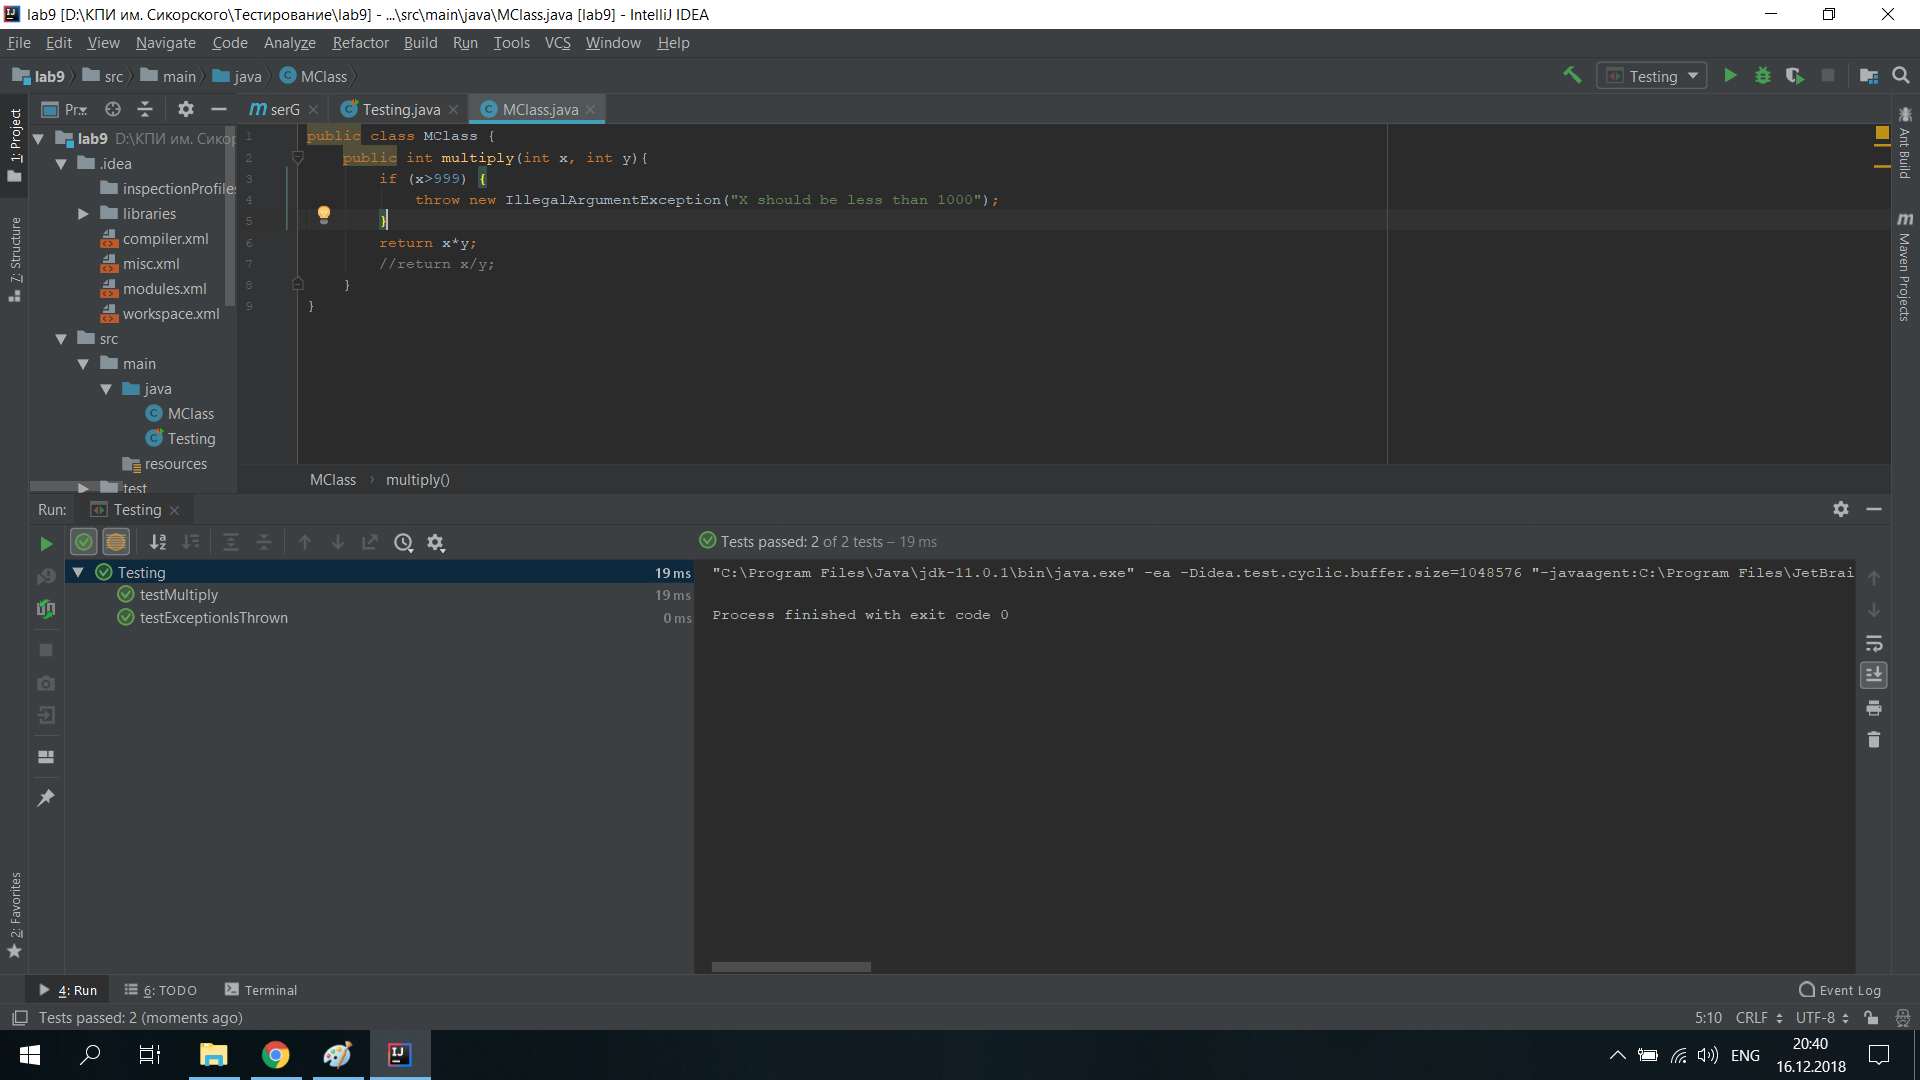 lab9 [D:\КПИ им. Сикорского\Тестирование\lab9] - ...\src\main\java\MClass.java [lab9] - IntelliJ IDEA
File Edit View Navigate Code Analyze Refactor Build Run Tools VCS Window Help
lab9 src main java MClass
Testing
Pr..
serG Testing.java MClass.java
1: Project
7: Structure
2: Favorites
lab9 D:\КПИ им. Сикор
.idea
inspectionProfiles
libraries
compiler.xml
misc.xml
modules.xml
workspace.xml
src
main
java
MClass
Testing
resources
test
1 public class MClass {
2 public int multiply(int x, int y){
3 if (x>999) {
4 throw new IllegalArgumentException("X should be less than 1000");
5 }
6 return x*y;
7 //return x/y;
8 }
9 }
MClass › multiply()
Ant Build
Maven Projects
Run: Testing
Tests passed: 2 of 2 tests – 19 ms
Testing 19 ms
testMultiply 19 ms
testExceptionIsThrown 0 ms
"C:\Program Files\Java\jdk-11.0.1\bin\java.exe" -ea -Didea.test.cyclic.buffer.size=1048576 "-javaagent:C:\Program Files\JetBrai
Process finished with exit code 0
4: Run 6: TODO Terminal
Event Log
Tests passed: 2 (moments ago)
5:10 CRLF UTF-8
ENG
20:40
16.12.2018